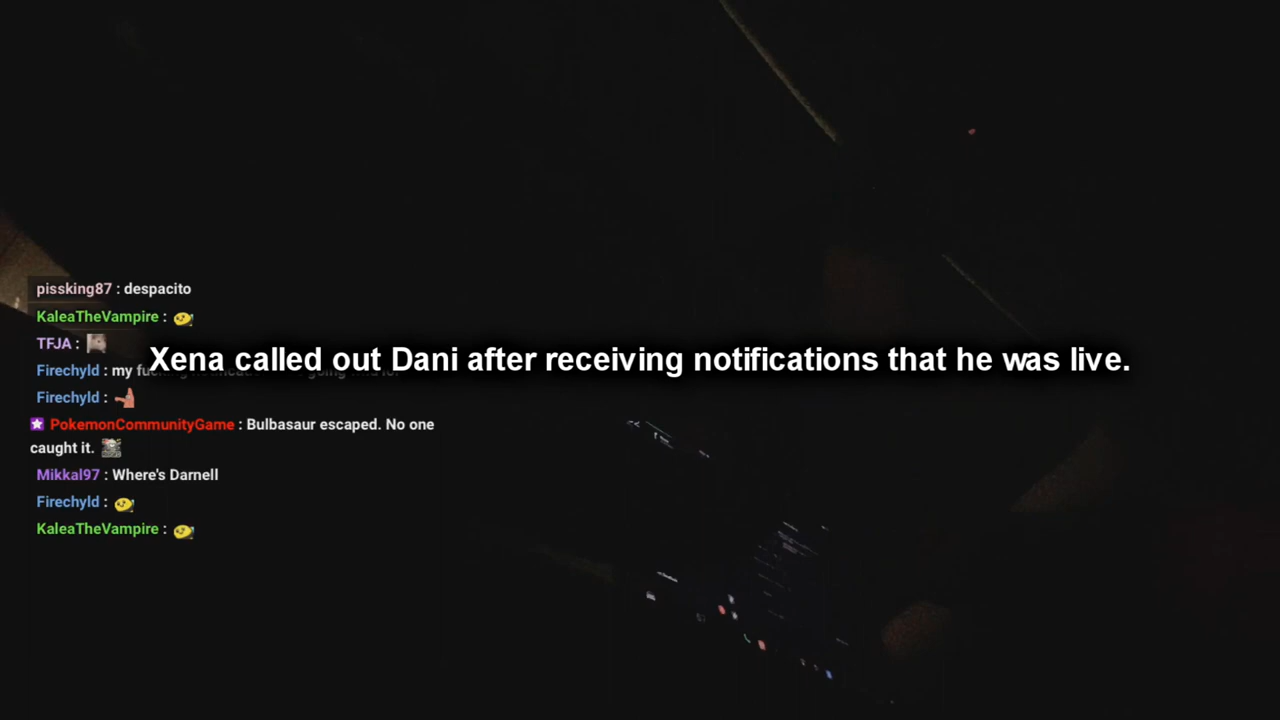 pissking87 : despacito
KaleaTheVampire :
TFJA :
Xena called out Dani after receiving notifications that he was live.
Firechyld : my
Firechyld :
PokemonCommunityGame : Bulbasaur escaped. No one
caught it.
Mikkal97 : Where's Darnell
Firechyld :
KaleaTheVampire :